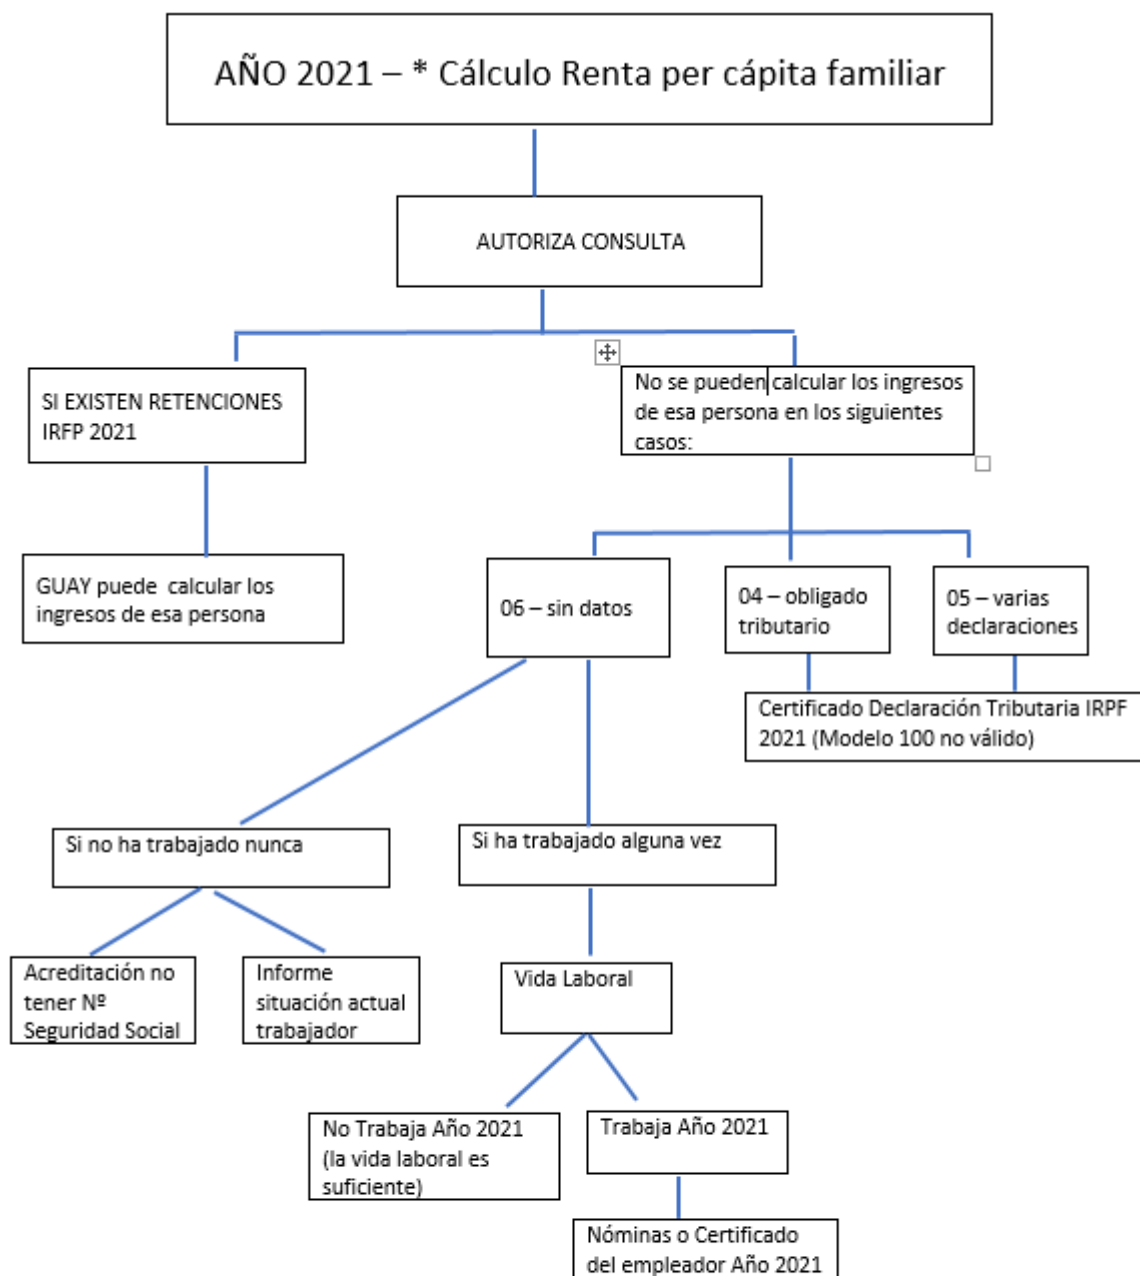 AÑO 2021 – * Cálculo Renta per cápita familiar
AUTORIZA CONSULTA
SI EXISTEN RETENCIONES
IRFP 2021
No se pueden calcular los ingresos
de esa persona en los siguientes
casos:
GUAY puede calcular los
ingresos de esa persona
06 – sin datos
04 – obligado
tributario
05 – varias
declaraciones
Certificado Declaración Tributaria IRPF
2021 (Modelo 100 no válido)
Si no ha trabajado nunca
Si ha trabajado alguna vez
Acreditación no
tener Nº
Seguridad Social
Informe
situación actual
trabajador
Vida Laboral
No Trabaja Año 2021
(la vida laboral es
suficiente)
Trabaja Año 2021
Nóminas o Certificado
del empleador Año 2021